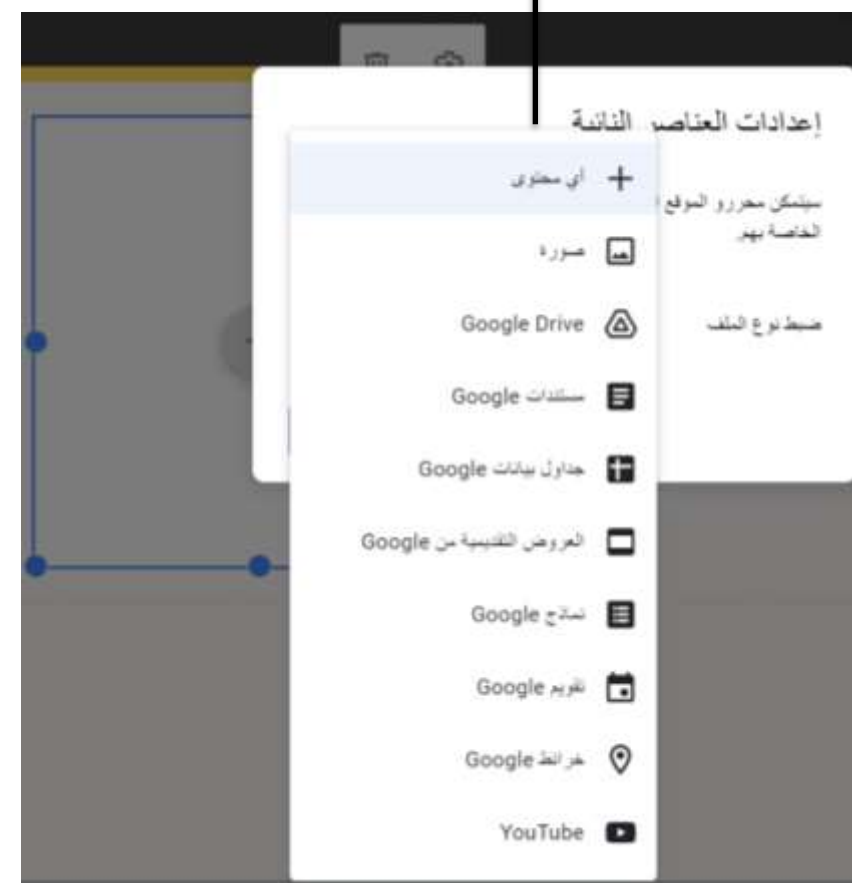 إعدادات العناصر النائبة
سيتمكن محررو الموقع
الخاصة بهم
ضبط نوع الملف
أي محتوى
صورة
Google Drive
مستندات Google
جداول بيانات Google
العروض التقديمية من Google
نماذج Google
تقويم Google
خرائط Google
YouTube